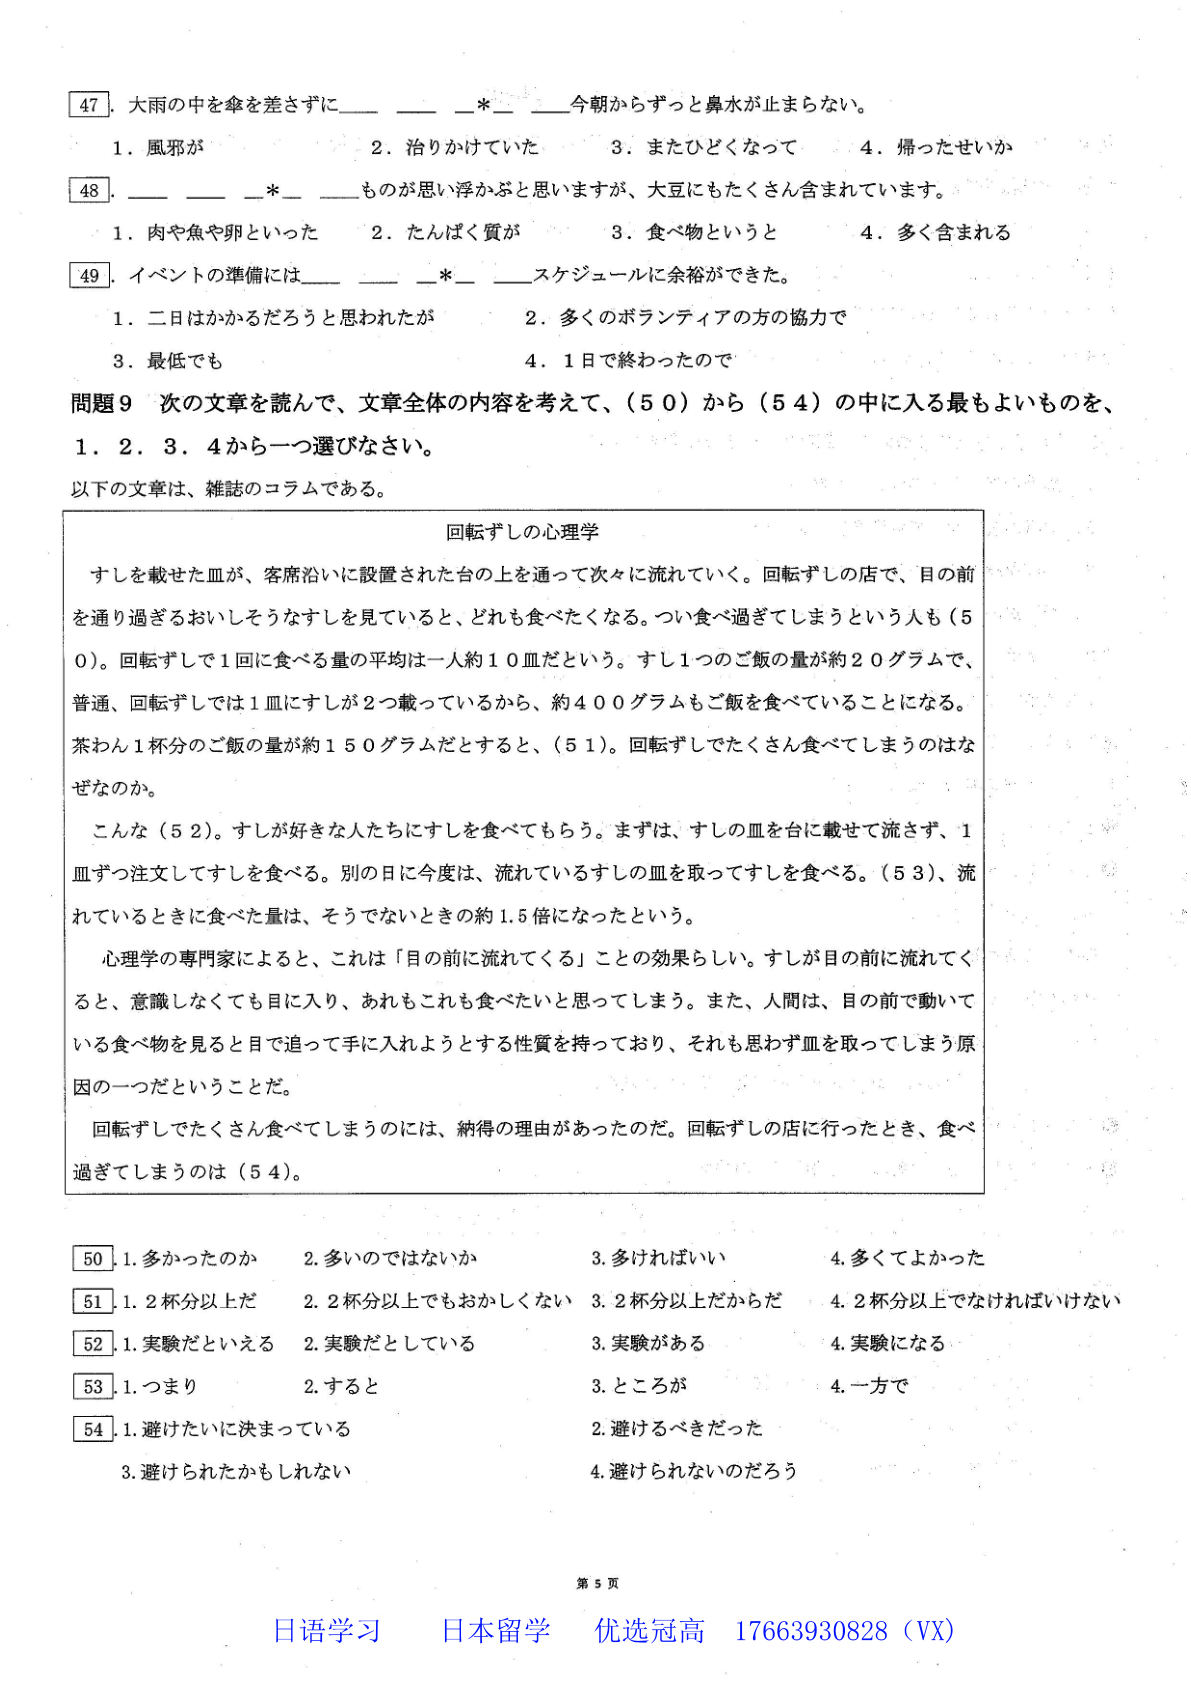 47. 大雨の中を傘を差さずに____ ____ __*__ ____今朝からずっと鼻水が止まらない。
1. 風邪が 2. 治りかけていた 3. またひどくなって 4. 帰ったせいか
48. ____ ____ __*__ ____ものが思い浮かぶと思いますが、大豆にもたくさん含まれています。
1. 肉や魚や卵といった 2. たんぱく質が 3. 食べ物というと 4. 多く含まれる
49. イベントの準備には____ ____ __*__ ____スケジュールに余裕ができた。
1. 二日はかかるだろうと思われたが 2. 多くのボランティアの方の協力で
3. 最低でも 4. 1日で終わったので
問題9 次の文章を読んで、文章全体の内容を考えて、（50）から（54）の中に入る最もよいものを、
1. 2. 3. 4から一つ選びなさい。
以下の文章は、雑誌のコラムである。
回転ずしの心理学
すしを載せた皿が、客席沿いに設置された台の上を通って次々に流れていく。回転ずしの店で、目の前
を通り過ぎるおいしそうなすしを見ていると、どれも食べたくなる。つい食べ過ぎてしまうという人も（5
0）。回転ずしで1回に食べる量の平均は一人約10皿だという。すし1つのご飯の量が約20グラムで、
普通、回転ずしでは1皿にすしが2つ載っているから、約400グラムもご飯を食べていることになる。
茶わん1杯分のご飯の量が約150グラムだとすると、（51）。回転ずしでたくさん食べてしまうのはな
ぜなのか。
こんな（52）。すしが好きな人たちにすしを食べてもらう。まずは、すしの皿を台に載せて流さず、1
皿ずつ注文してすしを食べる。別の日に今度は、流れているすしの皿を取ってすしを食べる。（53）、流
れているときに食べた量は、そうでないときの約1.5倍になったという。
心理学の専門家によると、これは「目の前に流れてくる」ことの効果らしい。すしが目の前に流れてく
ると、意識しなくても目に入り、あれもこれも食べたいと思ってしまう。また、人間は、目の前で動いて
いる食べ物を見ると目で追って手に入れようとする性質を持っており、それも思わず皿を取ってしまう原
因の一つだということだ。
回転ずしでたくさん食べてしまうのには、納得の理由があったのだ。回転ずしの店に行ったとき、食べ
過ぎてしまうのは（54）。
50. 1. 多かったのか 2. 多いのではないか 3. 多ければいい 4. 多くてよかった
51. 1. 2杯分以上だ 2. 2杯分以上でもおかしくない 3. 2杯分以上だからだ 4. 2杯分以上でなければいけない
52. 1. 実験だといえる 2. 実験だとしている 3. 実験がある 4. 実験になる
53. 1. つまり 2. すると 3. ところが 4. 一方で
54. 1. 避けたいに決まっている 2. 避けるべきだった
3. 避けられたかもしれない 4. 避けられないのだろう
第 5 页
日语学习 日本留学 优选冠高 17663930828（VX)